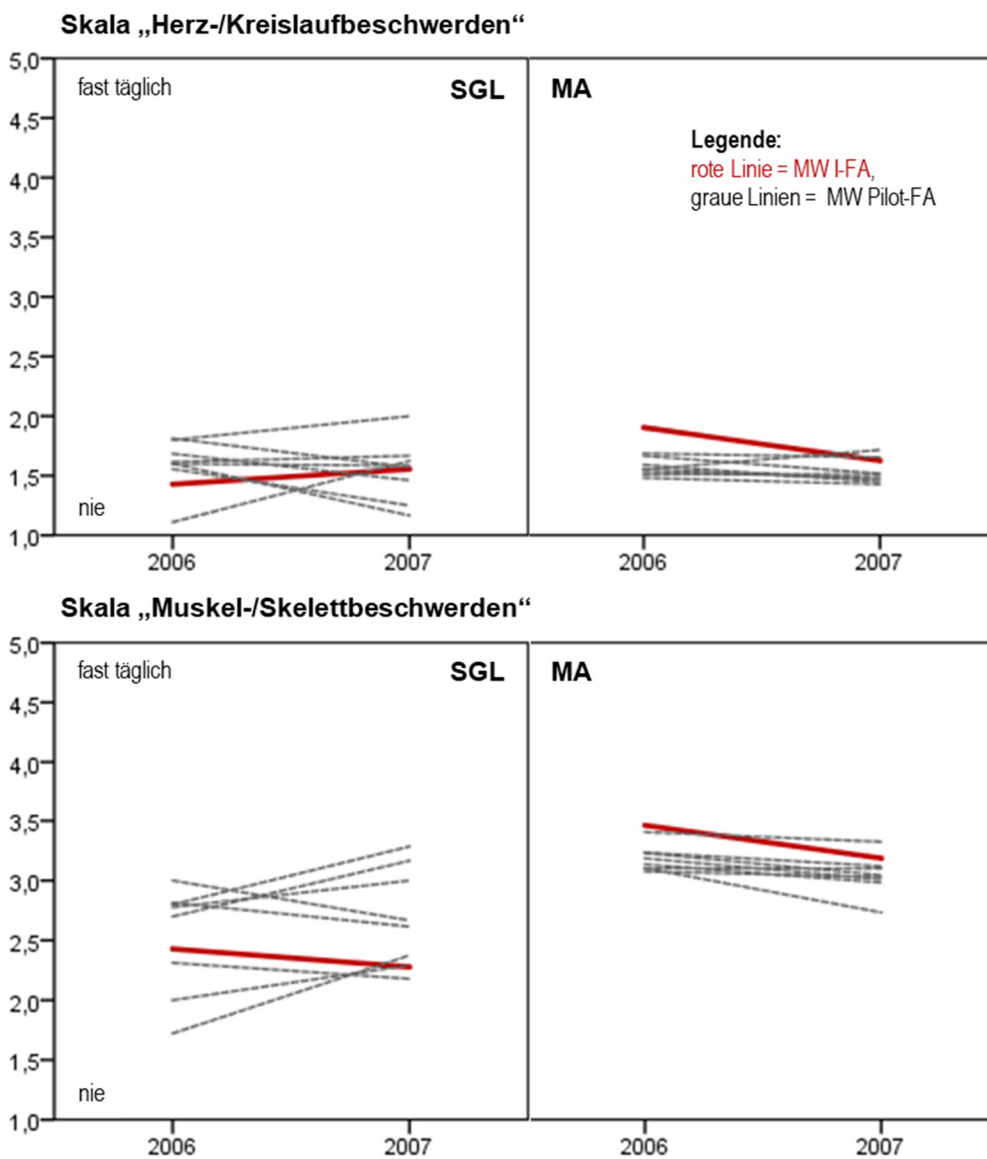 Skala „Herz-/Kreislaufbeschwerden“
5,0
fast täglich
SGL
MA
4,5
Legende:
rote Linie = MW I-FA,
graue Linien = MW Pilot-FA
4,0
3,5
3,0
2,5
2,0
1,5
nie
1,0
2006
2007
2006
2007
Skala „Muskel-/Skelettbeschwerden“
5,0
fast täglich
SGL
MA
4,5
4,0
3,5
3,0
2,5
2,0
1,5
nie
1,0
2006
2007
2006
2007